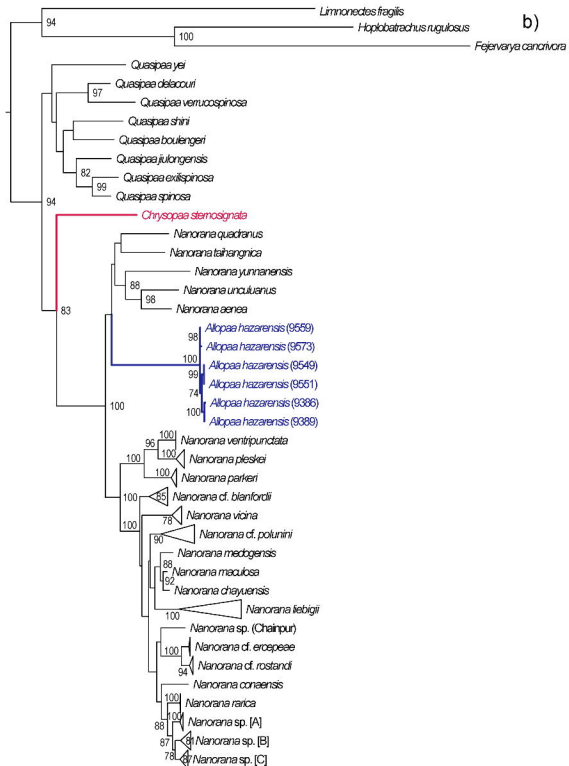 Limnonectes fragilis
94
b)
Hoplobatrachus rugulosus
100
Fejervarya cancrivora
Quasipaa yei
Quasipaa delacouri
97
Quasipaa verrucospinosa
Quasipaa shini
Quasipaa boulengeri
Quasipaa jiulongensis
82
Quasipaa exilispinosa
99
Quasipaa spinosa
94
Chrysopaa sternosignata
Nanorana quadranus
Nanorana taihangnica
Nanorana yunnanensis
88
Nanorana unculuanus
98
Nanorana aenea
83
Allopaa hazarensis (9559)
98
Allopaa hazarensis (9573)
100
Allopaa hazarensis (9549)
99
Allopaa hazarensis (9551)
74
Allopaa hazarensis (9386)
100
Allopaa hazarensis (9389)
100
100
Nanorana ventripunctata
96
100
Nanorana pleskei
100
Nanorana parkeri
100
65
Nanorana cf. blanfordii
Nanorana vicina
78
100
Nanorana cf. polunini
90
Nanorana medogensis
88
Nanorana maculosa
92
Nanorana chayuensis
Nanorana liebigii
100
Nanorana sp. (Chainpur)
100
Nanorana cf. ercepeae
Nanorana cf. rostandi
94
Nanorana conaensis
100
Nanorana rarica
100
Nanorana sp. [A]
88
81
Nanorana sp. [B]
87
78
87
Nanorana sp. [C]